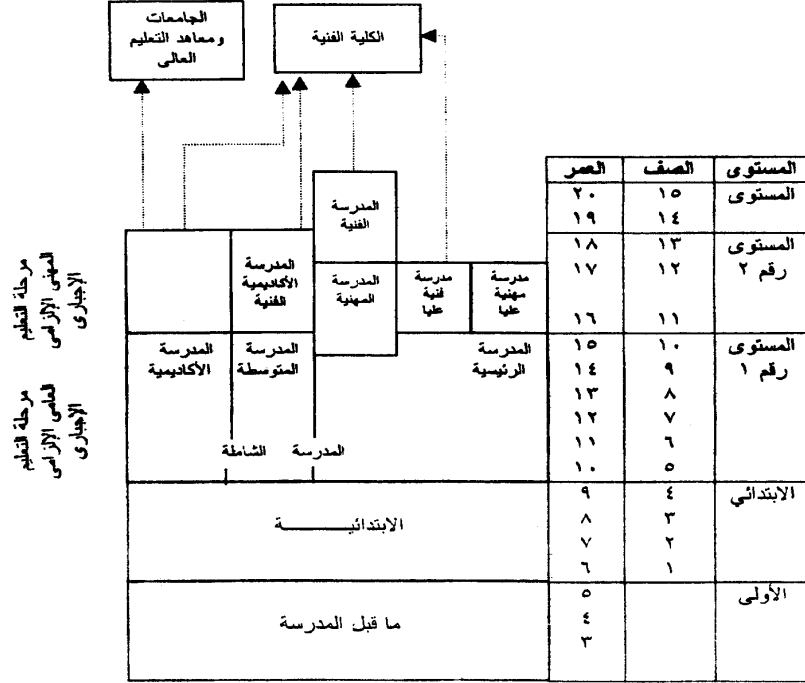 الجامعات
ومعاهد التعليم
العالى
الكلية الفنية
المستوى الصف العمر
المستوى ١٥ ٢٠
١٤ ١٩
المستوى ١٣ ١٨
رقم ٢ ١٢ ١٧
١١ ١٦
المستوى ١٠ ١٥
رقم ١ ٩ ١٤
٨ ١٣
٧ ١٢
٦ ١١
٥ ١٠
الابتدائي ٤ ٩
٣ ٨
٢ ٧
١ ٦
الأولى ٥
٤
٣
المدرسة
الفنية
مدرسة
مهنية
عليا
مدرسة
فنية
عليا
المدرسة
المهنية
المدرسة
الأكاديمية
الفنية
المدرسة
الرئيسية
المدرسة
المتوسطة
المدرسة
الأكاديمية
المدرسة الشاملة
الابتدائيـــــــة
ما قبل المدرسة
مرحلة التعليم
المهنى الإلزامى
الإجبارى
مرحلة التعليم
العامى الإلزامى
الإجبارى